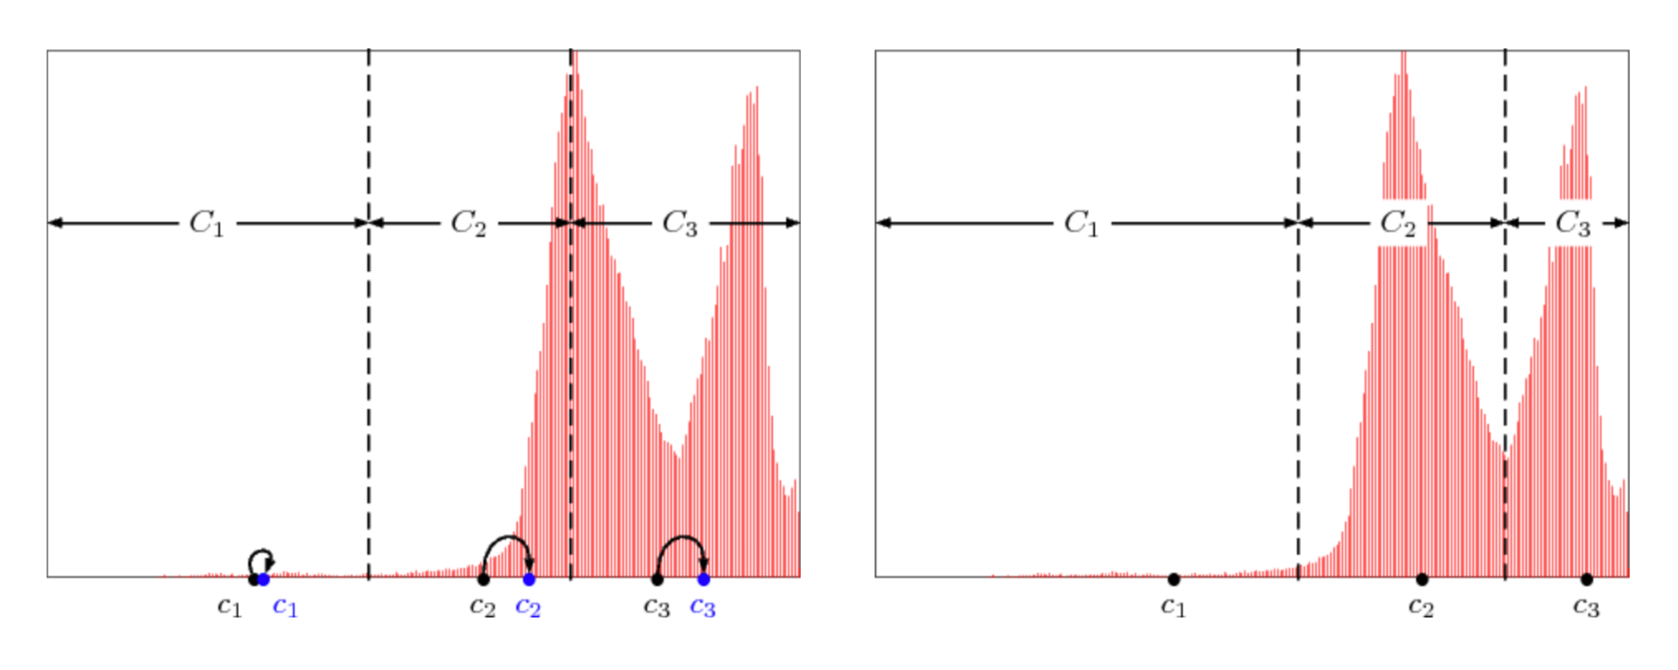 C₁ C₂ C₃ C₁ C₂ C₃
c₁ c₁ c₂ c₂ c₃ c₃ c₁ c₂ c₃